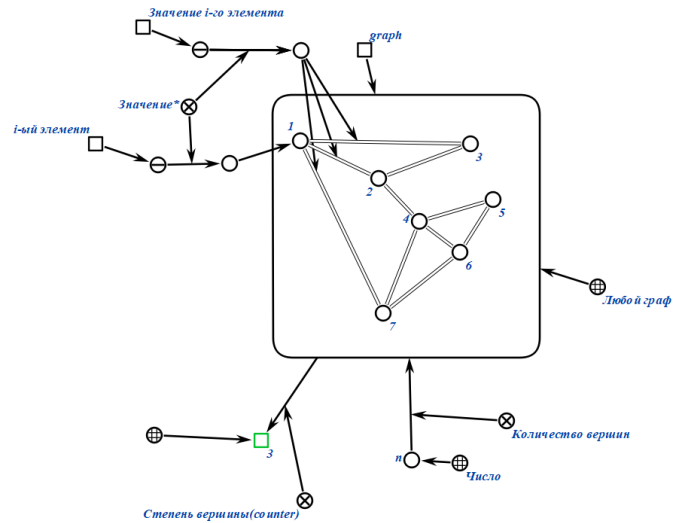 Значение i-го элемента
graph
Значение*
i-ый элемент
1
3
2
5
4
6
Любой граф
7
3
Количество вершин
n
Число
Степень вершины(counter)